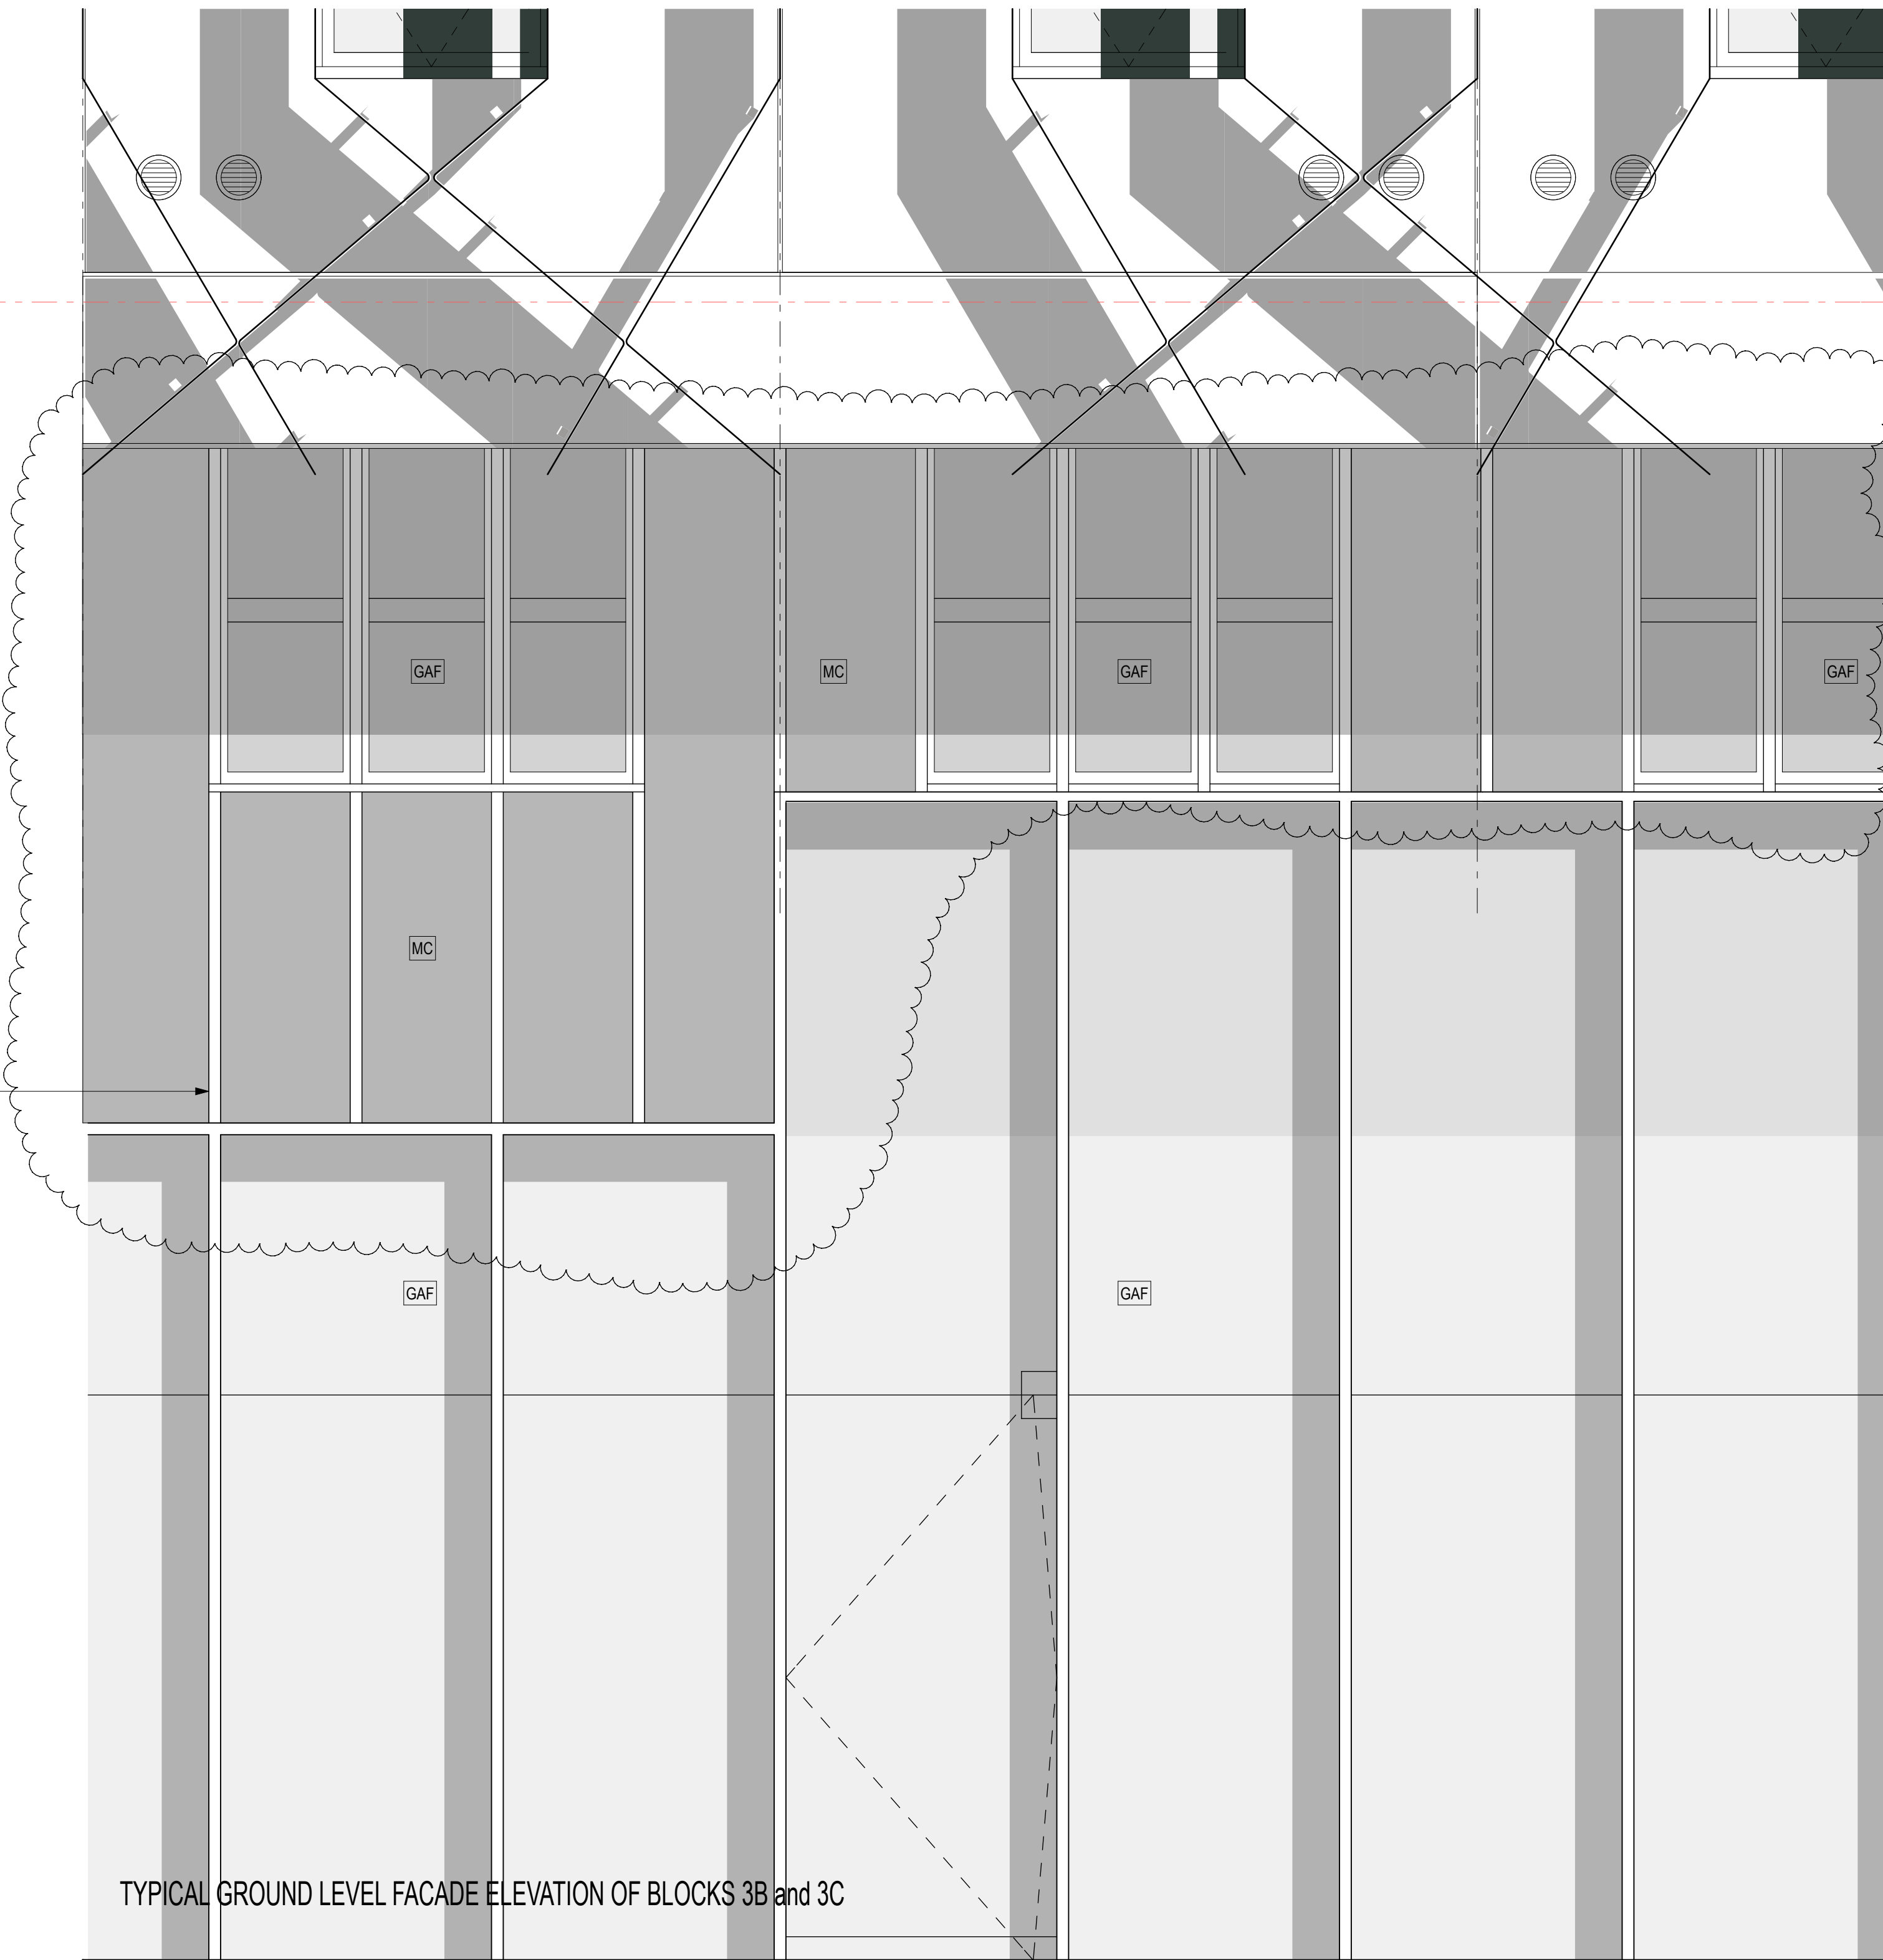 GAF
MC
GAF
GAF
MC
GAF
GAF
TYPICAL GROUND LEVEL FACADE ELEVATION OF BLOCKS 3B and 3C